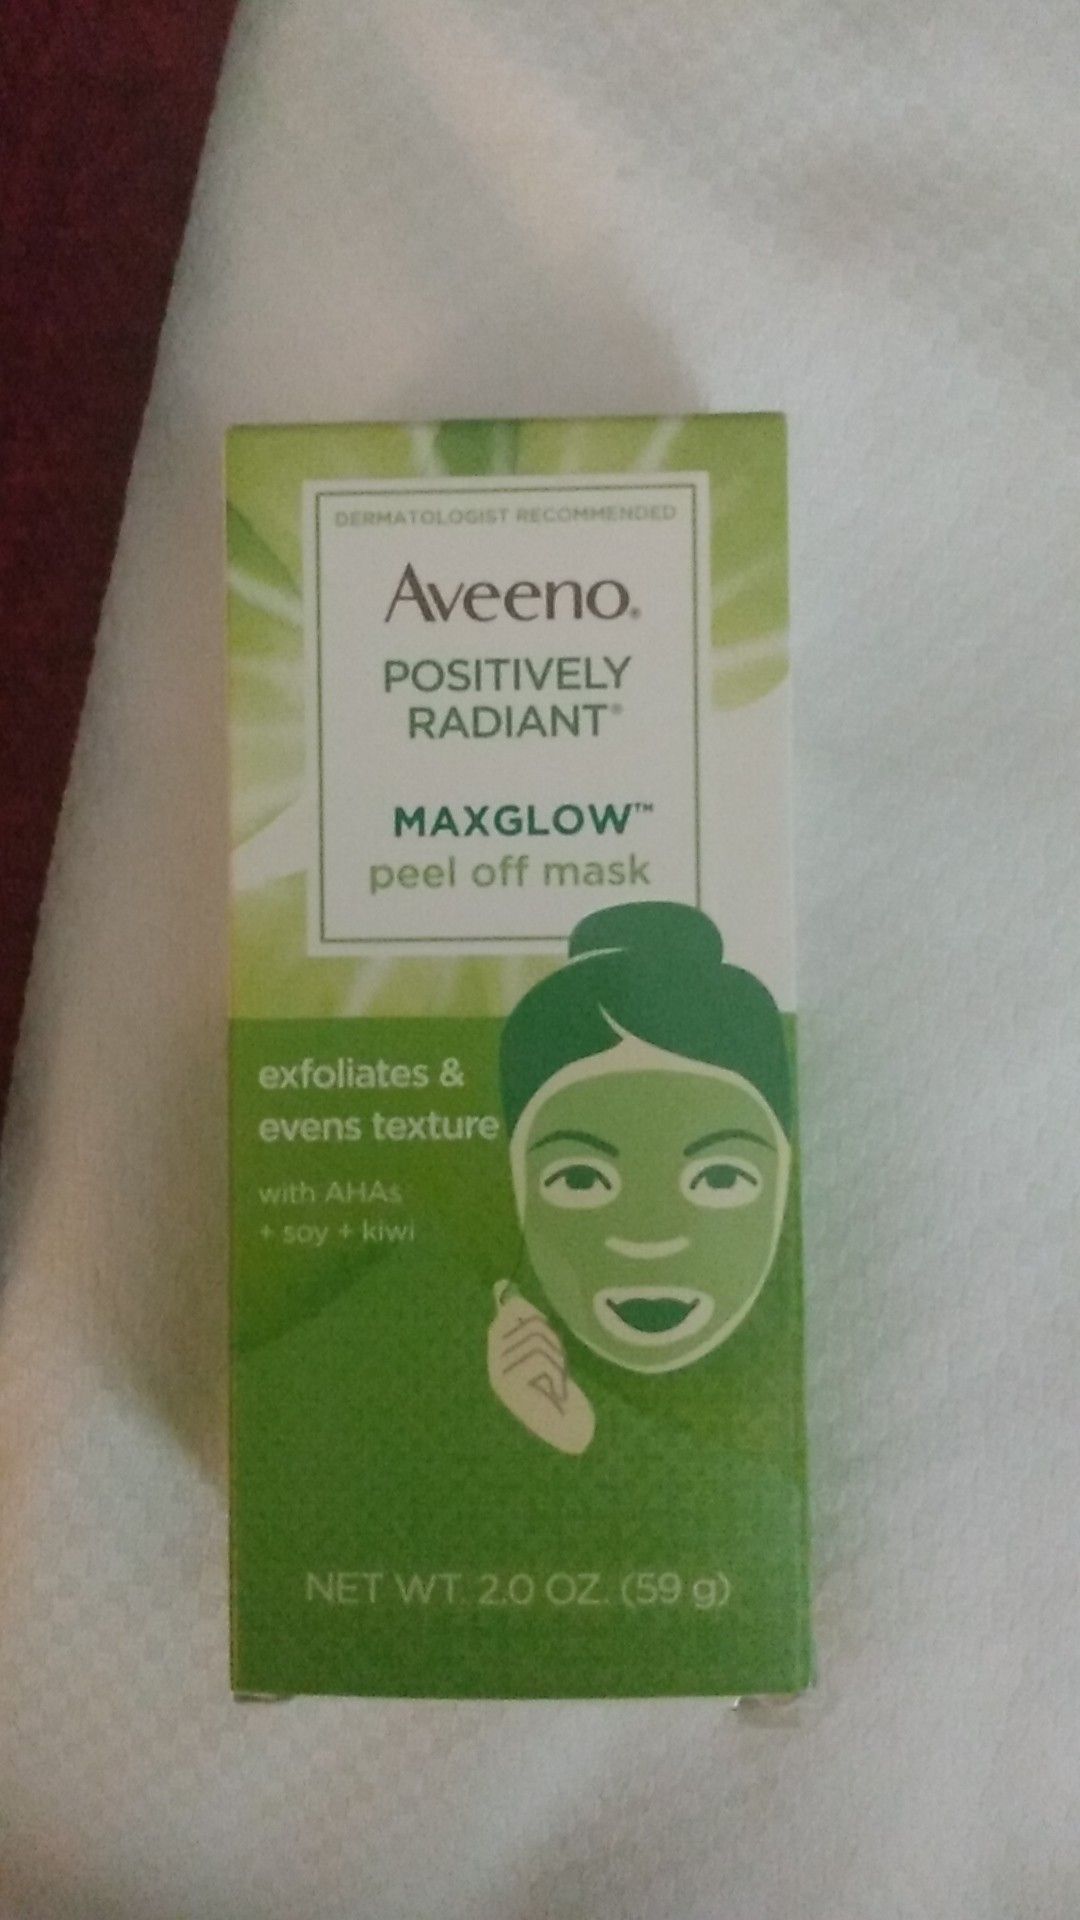 DERMATOLOGIST RECOMMENDED
Aveeno®
POSITIVELY
RADIANT®
MAXGLOW™
peel off mask
exfoliates &
evens texture
with AHAs
+ soy + kiwi
NET WT. 2.0 OZ. (59 g)